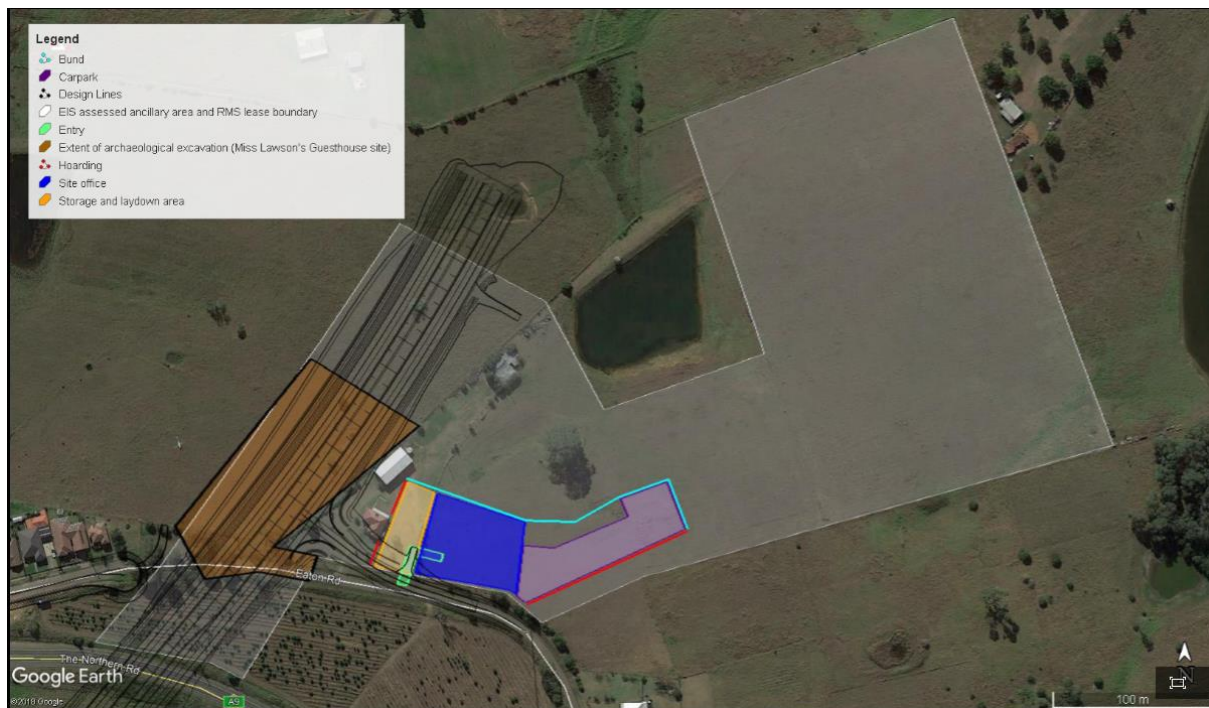 Legend
Bund
Carpark
Design Lines
EIS assessed ancillary area and RMS lease boundary
Entry
Extent of archaeological excavation (Miss Lawson's Guesthouse site)
Hoarding
Site office
Storage and laydown area
Eaton Rd
The Northern Rd
Google Earth
©2018 Google
A9
N
100 m